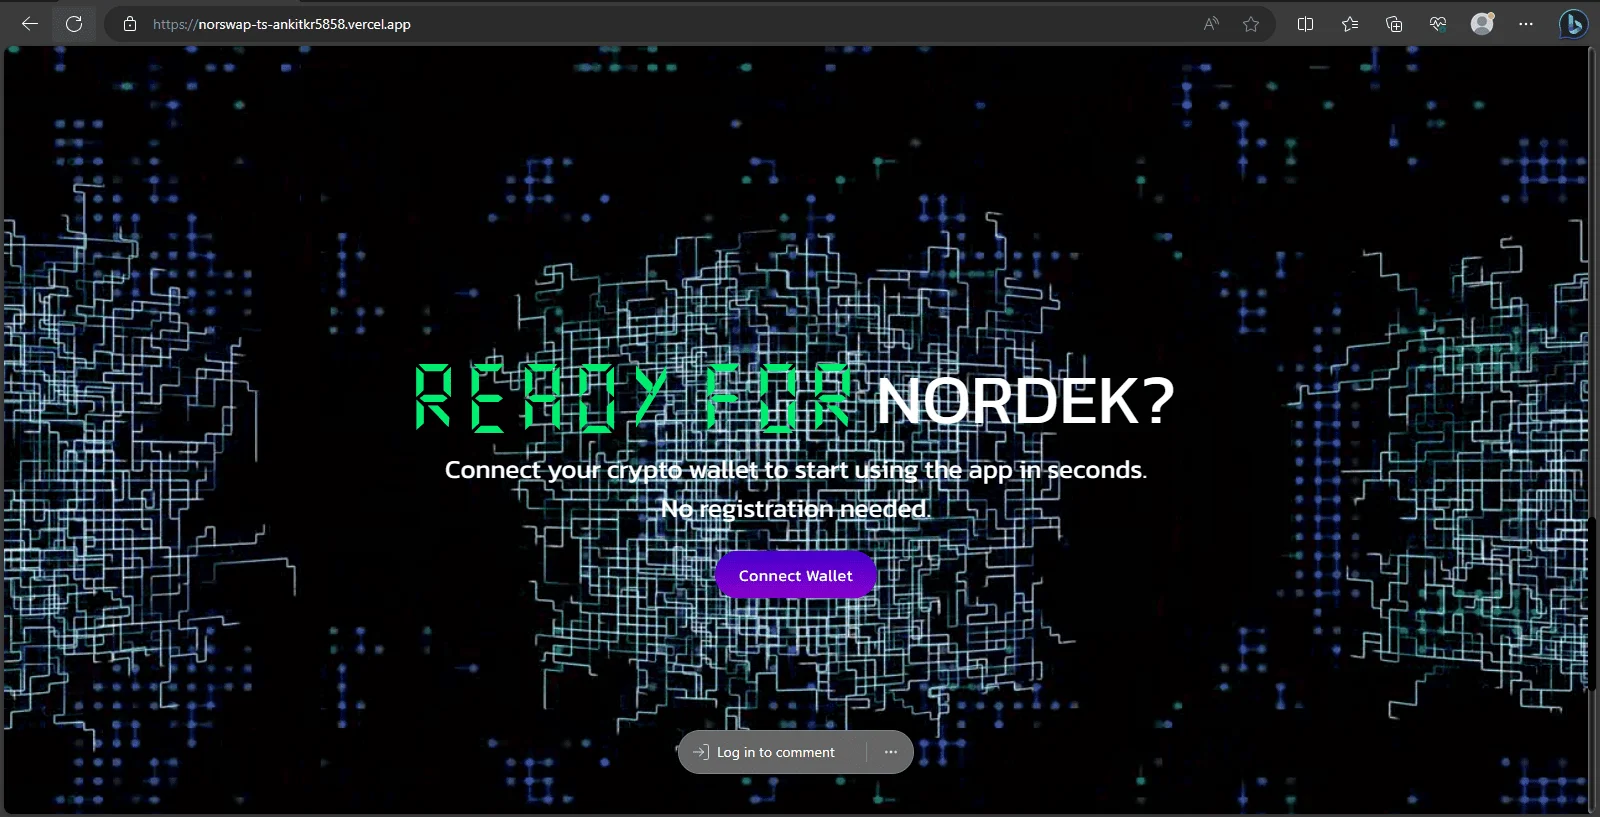 https://norswap-ts-ankitkr5858.vercel.app
READY FOR NORDEK?
Connect your crypto wallet to start using the app in seconds.
No registration needed.
Connect Wallet
Log in to comment